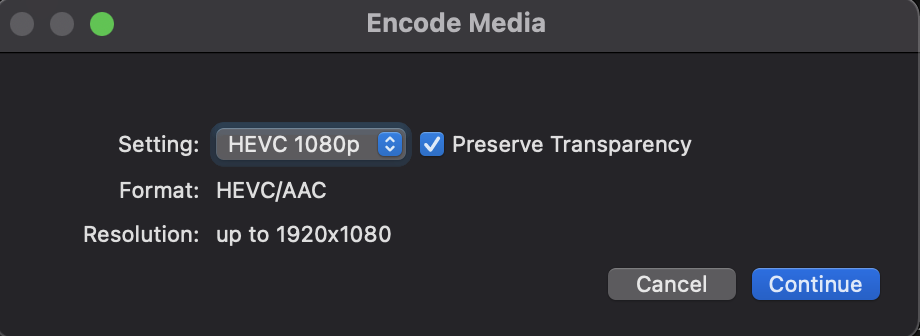 Encode Media
Setting: HEVC 1080p Preserve Transparency
Format: HEVC/AAC
Resolution: up to 1920x1080
Cancel Continue